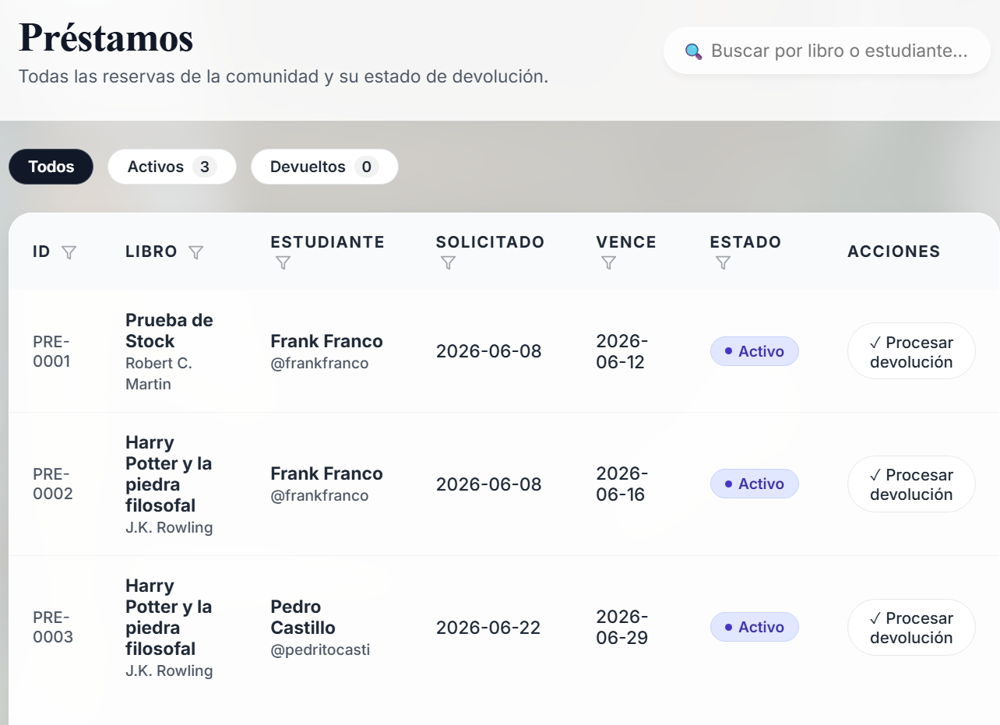 Préstamos
Todas las reservas de la comunidad y su estado de devolución.
Buscar por libro o estudiante...
Todos
Activos 3
Devueltos 0
ID LIBRO ESTUDIANTE SOLICITADO VENCE ESTADO ACCIONES
PRE-
0001
Prueba de
Stock
Robert C.
Martin
Frank Franco
@frankfranco
2026-06-08
2026-
06-12
Activo
✓ Procesar
devolución
PRE-
0002
Harry
Potter y la
piedra
filosofal
J.K. Rowling
Frank Franco
@frankfranco
2026-06-08
2026-
06-16
Activo
✓ Procesar
devolución
PRE-
0003
Harry
Potter y la
piedra
filosofal
J.K. Rowling
Pedro
Castillo
@pedritocasti
2026-06-22
2026-
06-29
Activo
✓ Procesar
devolución